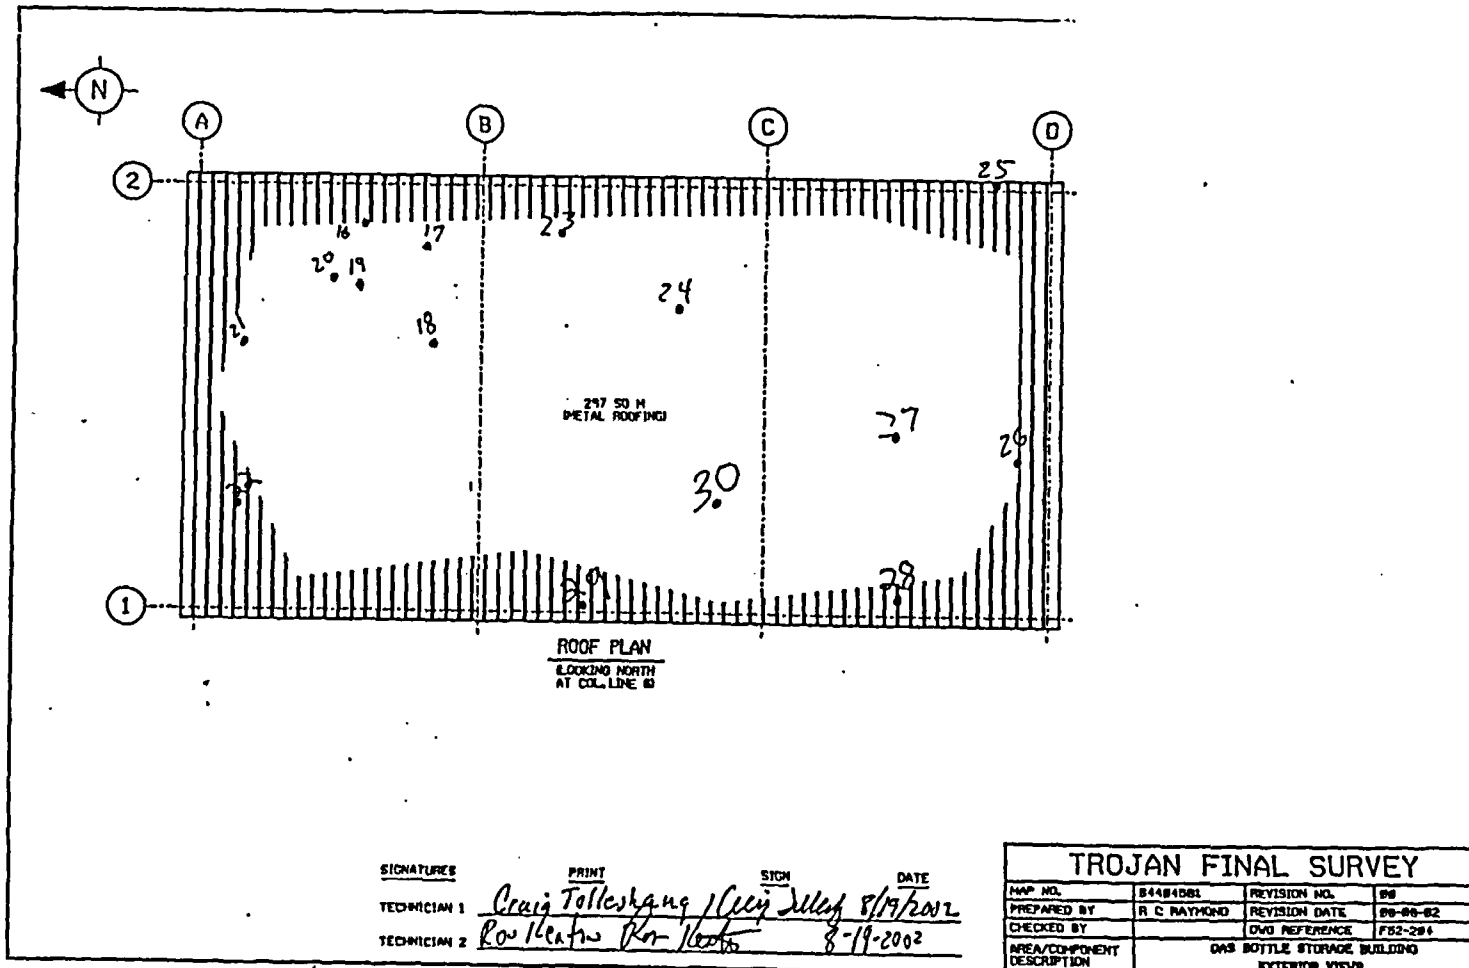 N
A B C D
2
25
16 17 23
20 19
24
18
297 SQ M
(METAL ROOFING)
27
26
30
29 28
1
ROOF PLAN
(LOOKING NORTH
AT COL. LINE
SIGNATURES PRINT SIGN DATE
TECHNICIAN 1 Craig 8/19/2002
TECHNICIAN 2 8-19-2002
TROJAN FINAL SURVEY
MAP NO. REVISION NO.
PREPARED BY R C RAYMOND REVISION DATE
CHECKED BY DWG REFERENCE
AREA/COMPONENT GAS BOTTLE STORAGE BUILDING
DESCRIPTION EXTERIOR VIEWS